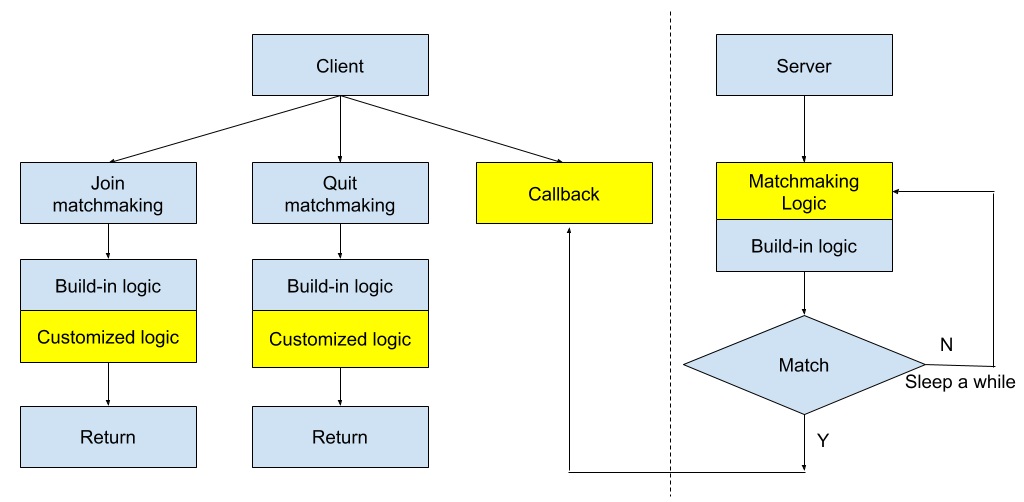 Client
Server
Join
matchmaking
Quit
matchmaking
Callback
Matchmaking
Logic
Build-in logic
Build-in logic
Build-in logic
Customized logic
Customized logic
Match
N
Sleep a while
Return
Return
Y